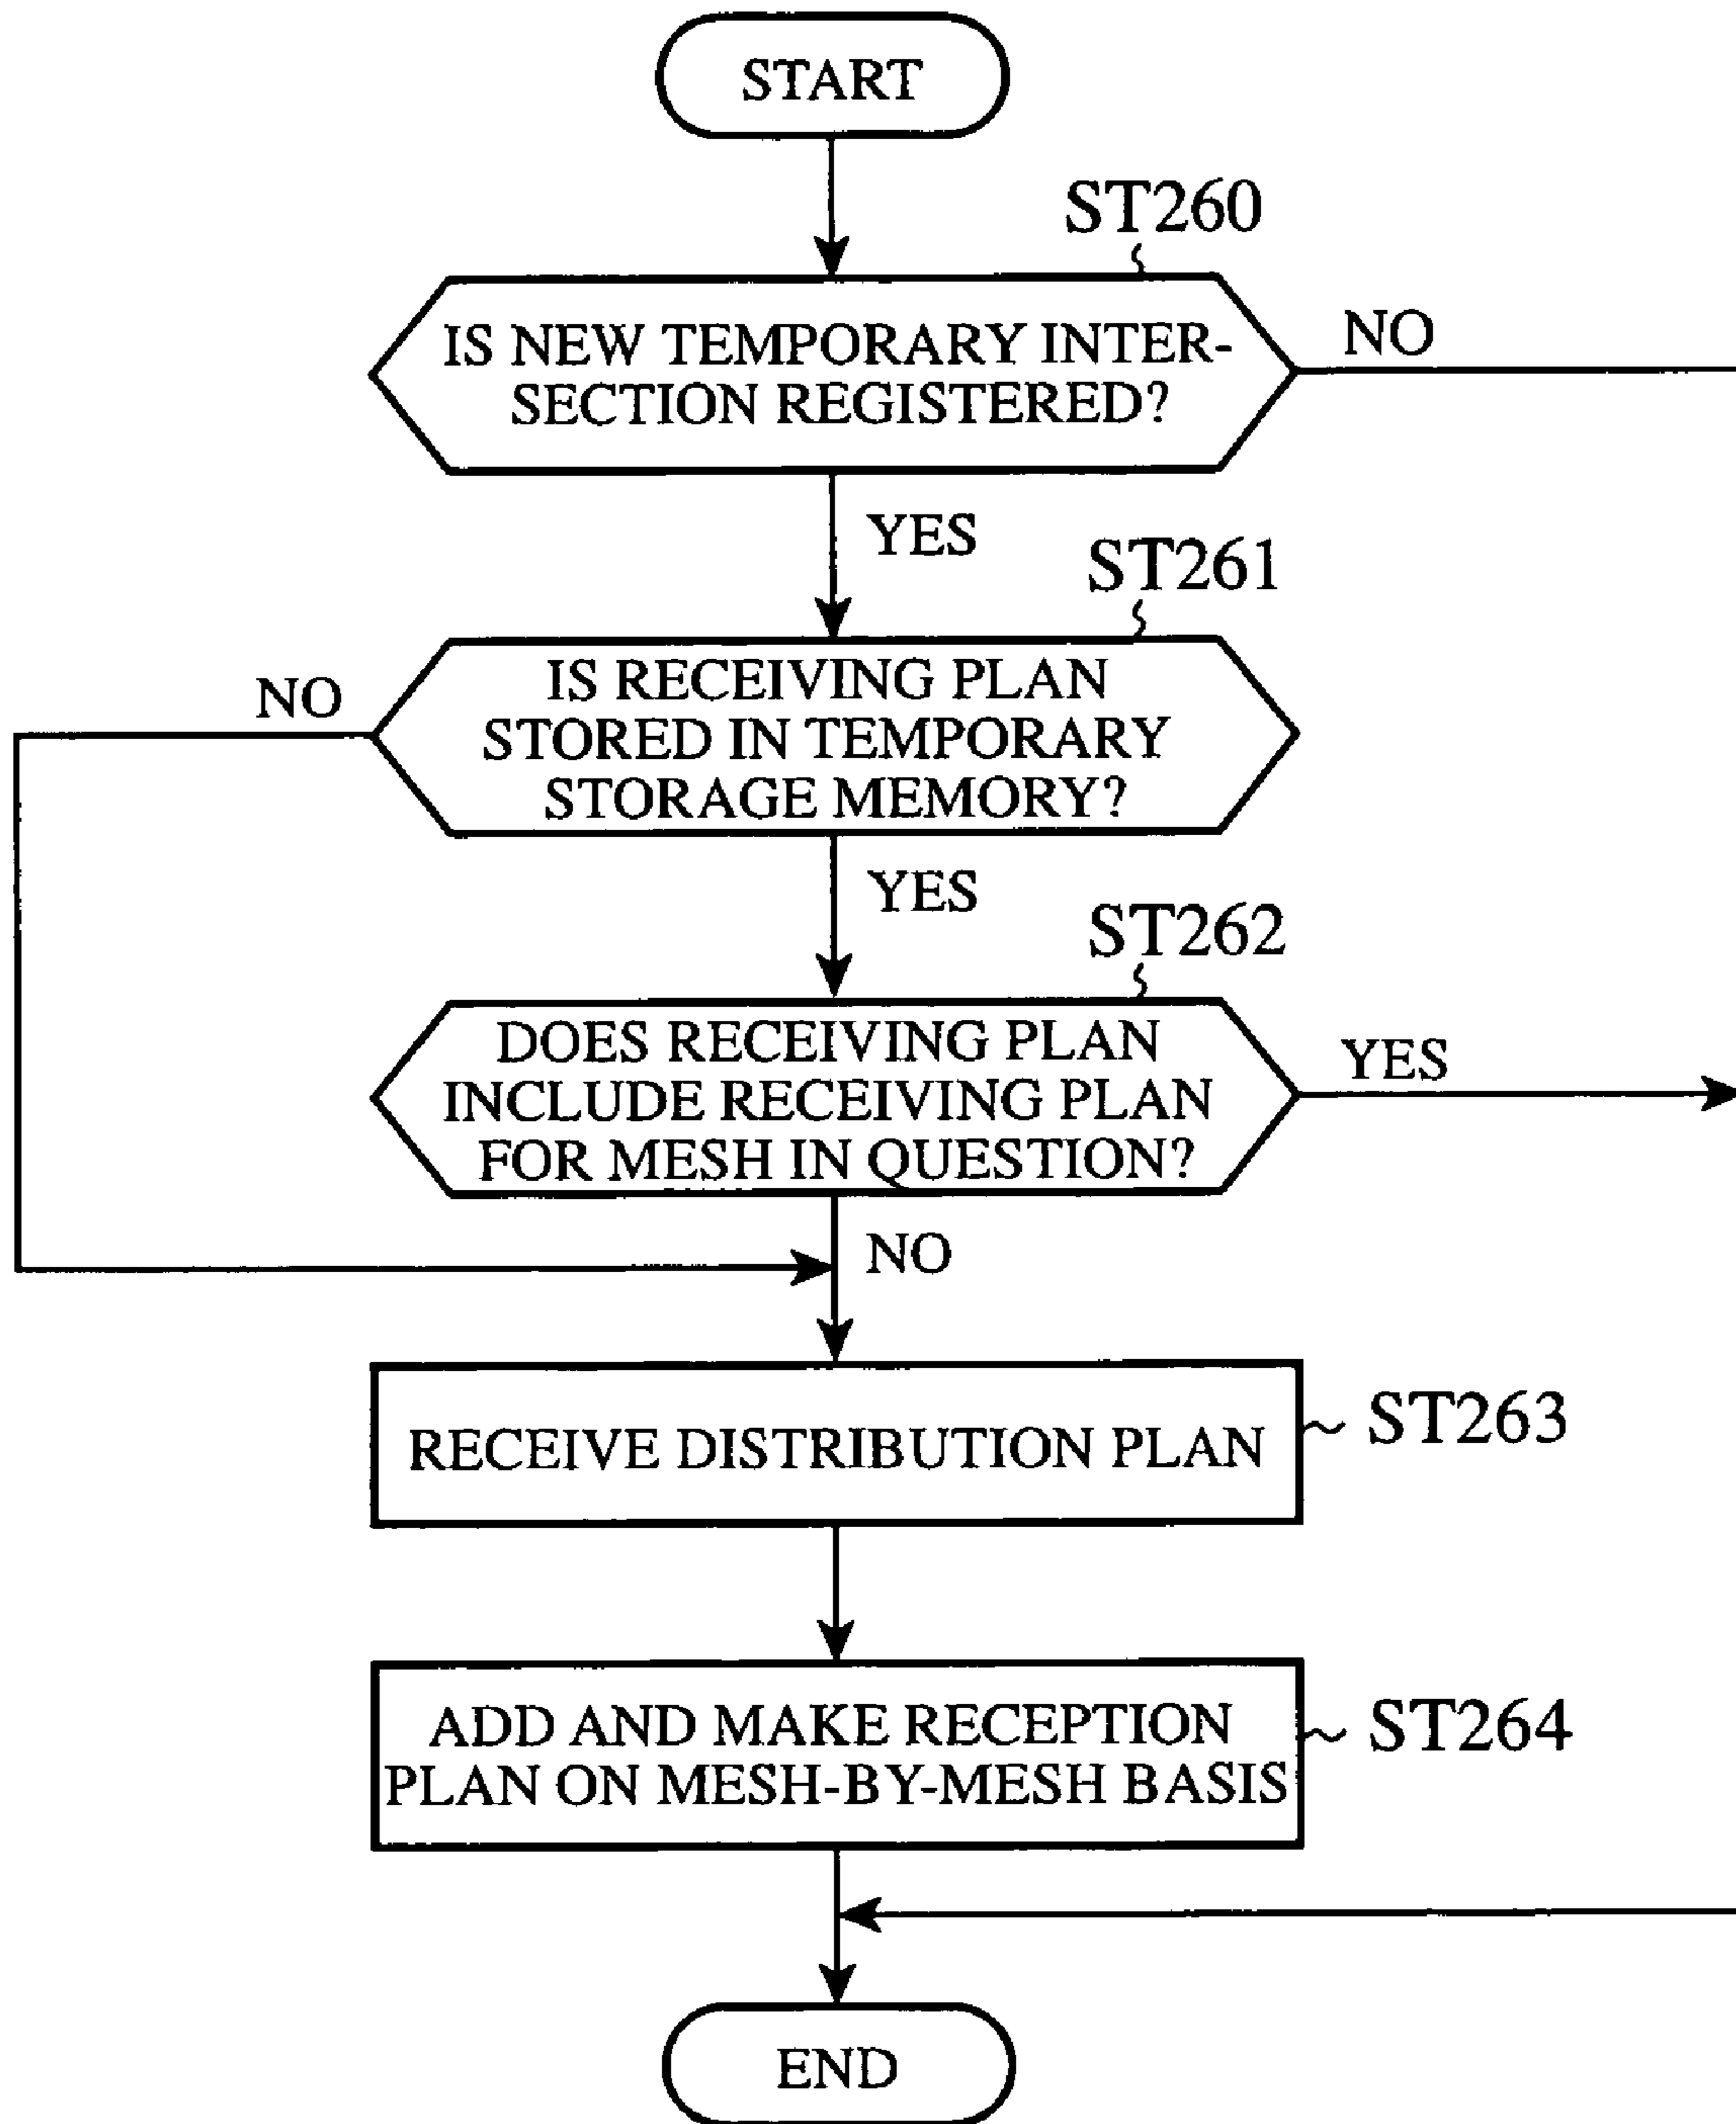 START
ST260
IS NEW TEMPORARY INTER-
SECTION REGISTERED?
NO
YES
ST261
IS RECEIVING PLAN
STORED IN TEMPORARY
STORAGE MEMORY?
NO
YES
ST262
DOES RECEIVING PLAN
INCLUDE RECEIVING PLAN
FOR MESH IN QUESTION?
YES
NO
RECEIVE DISTRIBUTION PLAN
ST263
ADD AND MAKE RECEPTION
PLAN ON MESH-BY-MESH BASIS
ST264
END